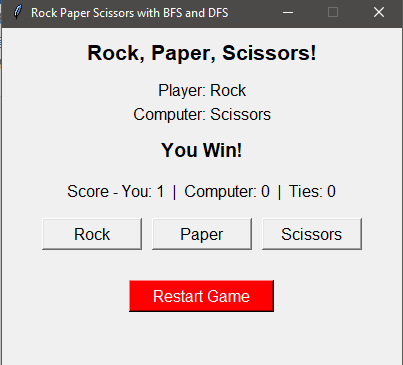 Rock Paper Scissors with BFS and DFS
Rock, Paper, Scissors!
Player: Rock
Computer: Scissors
You Win!
Score - You: 1 | Computer: 0 | Ties: 0
Rock Paper Scissors
Restart Game